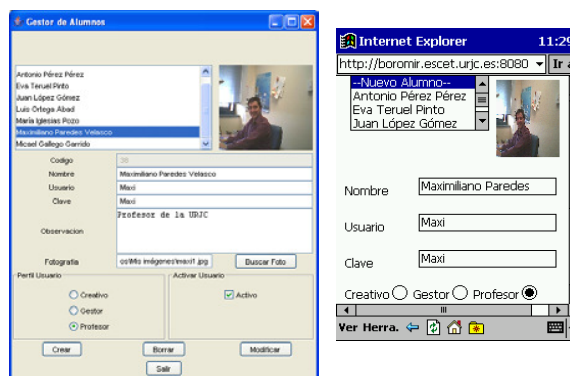 Gestor de Alumnos
Antonio Pérez Pérez
Eva Teruel Pinto
Juan López Gómez
Luis Ortega Abad
María Iglesias Pozo
Maximiliano Paredes Velasco
Micael Gallego Garrido
Codigo 38
Nombre Maximiliano Paredes Velasco
Usuario Maxi
Clave Maxi
Observacion Profesor de la URJC
Fotografia os\Mis imágenes\maxi1.jpg Buscar Foto
Perfil Usuario Activar Usuario
Creativo Activo
Gestor
Profesor
Crear Borrar Modificar
Salir
Internet Explorer 11:29
http://boromir.escet.urjc.es:8080 Ir
--Nuevo Alumno--
Antonio Pérez Pérez
Eva Teruel Pinto
Juan López Gómez
Nombre Maximiliano Paredes
Usuario Maxi
Clave Maxi
Creativo Gestor Profesor
Ver Herra.